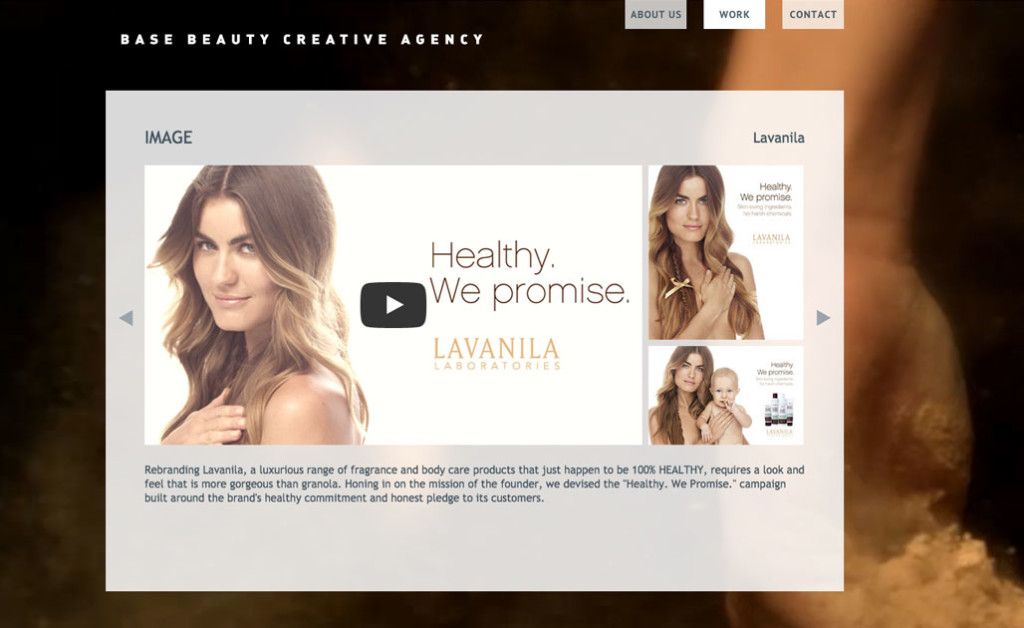 ABOUT US
WORK
CONTACT
BASE BEAUTY CREATIVE AGENCY
IMAGE
Lavanila
Healthy.
We promise.
LAVANILA
LABORATORIES
Healthy.
We promise.
Skin-loving ingredients.
No harsh chemicals.
LAVANILA
LABORATORIES
Healthy.
We promise.
LAVANILA
Rebranding Lavanila, a luxurious range of fragrance and body care products that just happen to be 100% HEALTHY, requires a look and
feel that is more gorgeous than granola. Honing in on the mission of the founder, we devised the "Healthy. We Promise." campaign
built around the brand's healthy commitment and honest pledge to its customers.